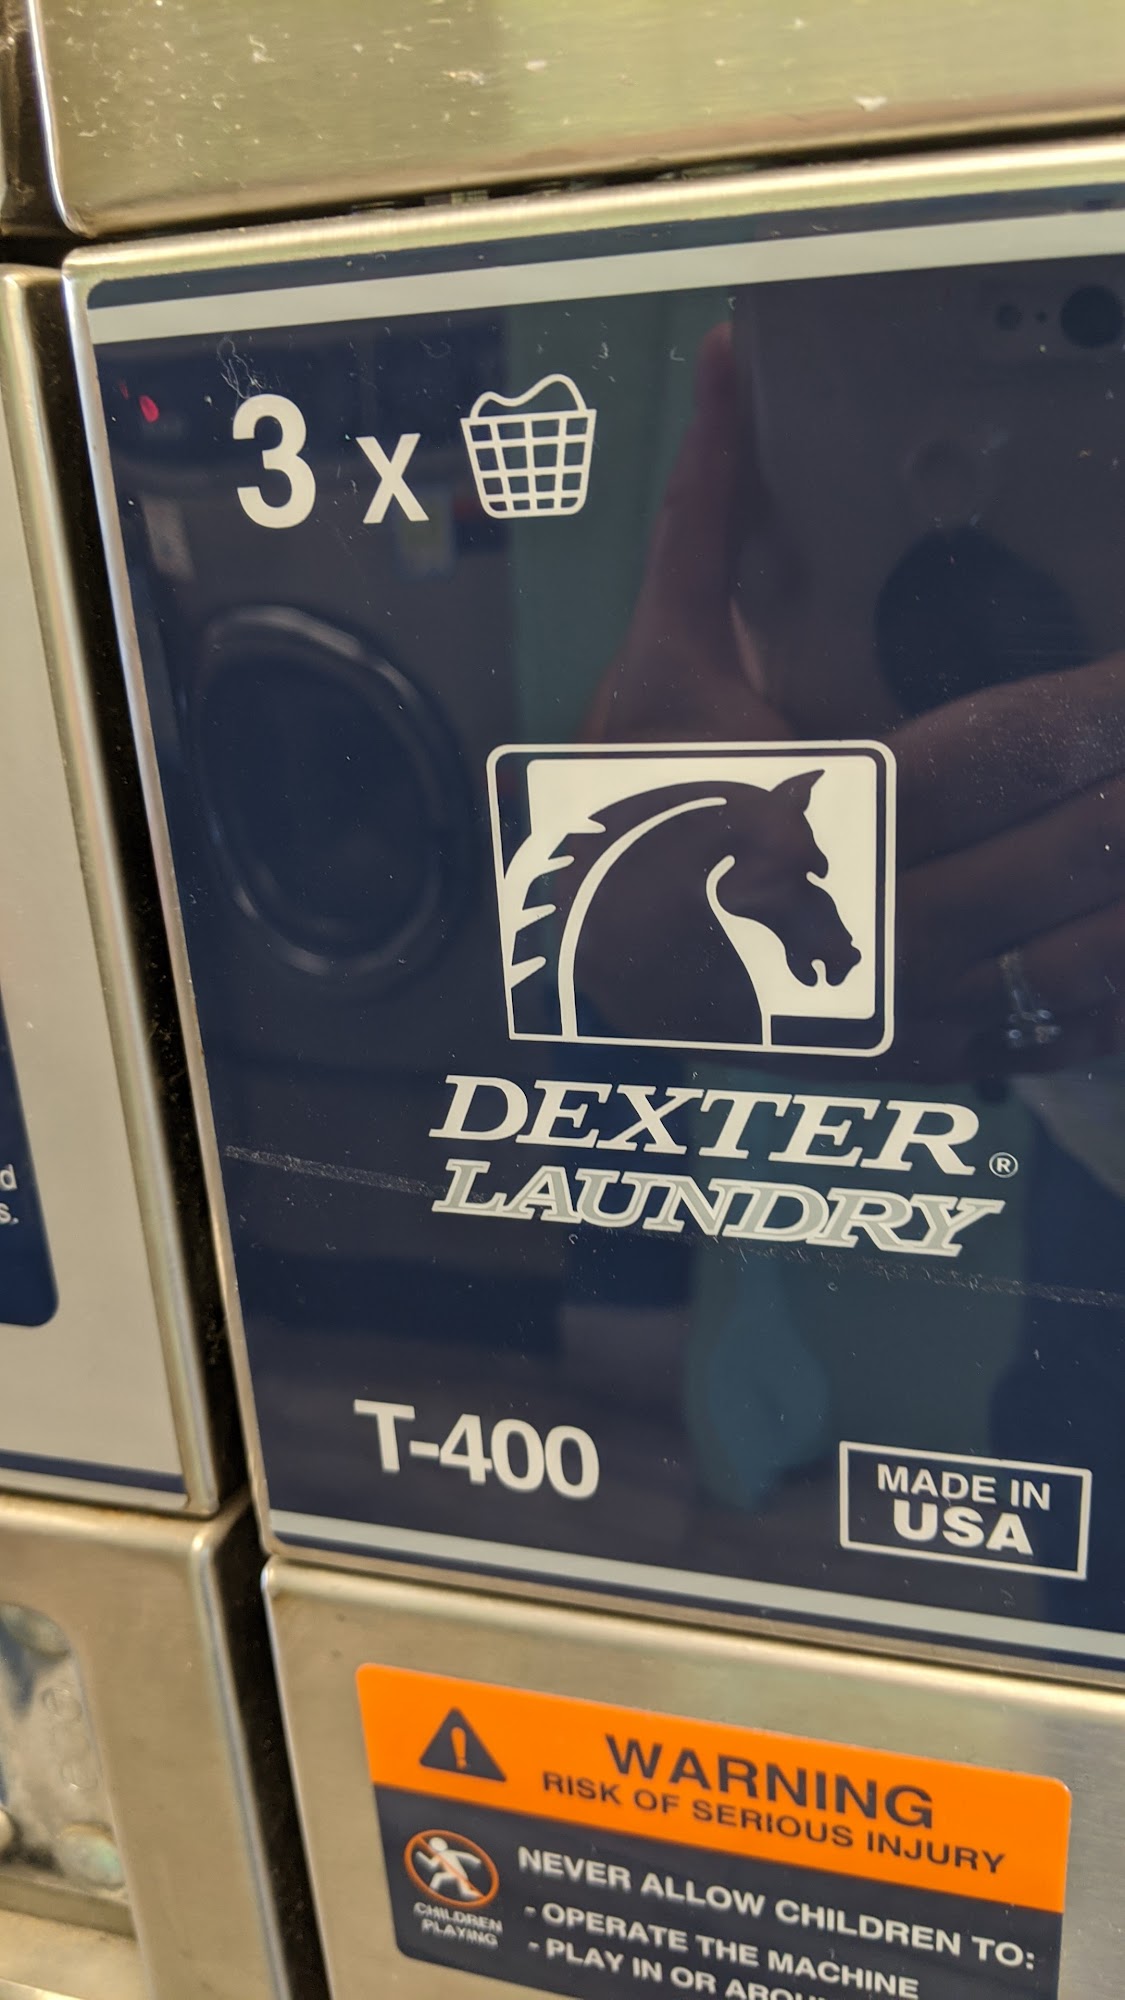 3 x
DEXTER®
LAUNDRY
T-400
MADE IN
USA
d
s.
WARNING
RISK OF SERIOUS INJURY
CHILDREN
PLAYING
NEVER ALLOW CHILDREN TO:
- OPERATE THE MACHINE
- PLAY IN OR